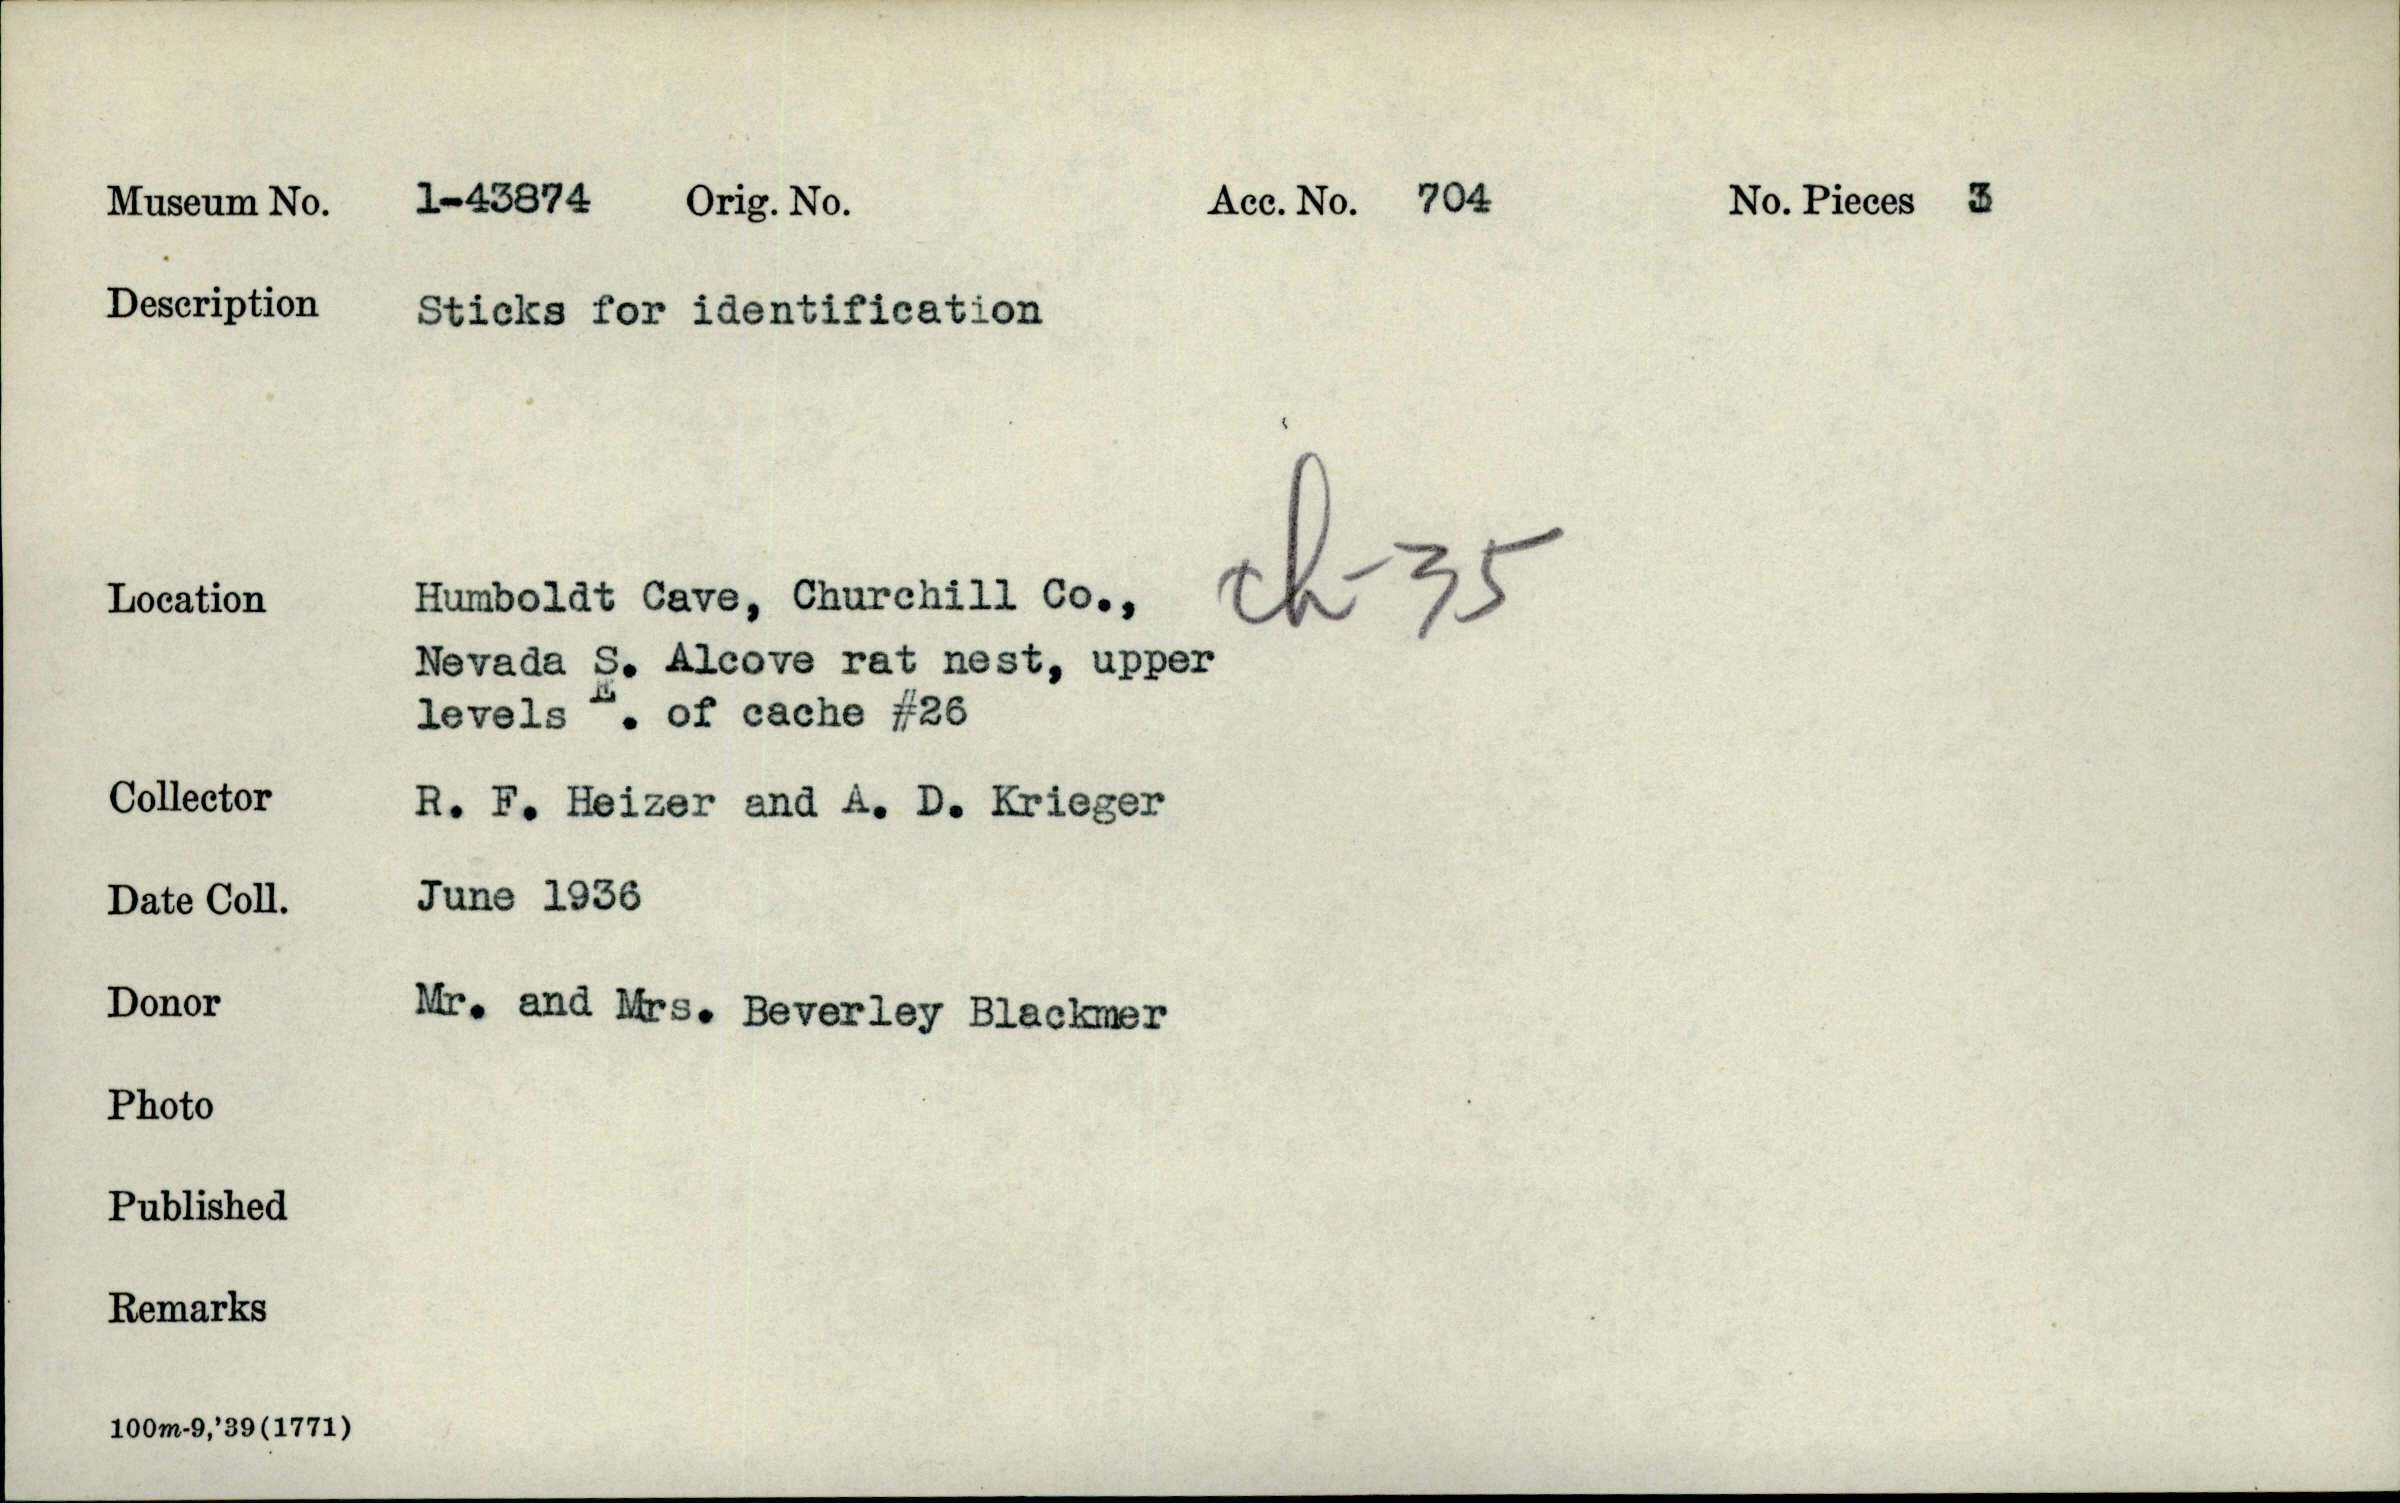 Museum No. 1-43874 Orig. No. Acc. No. 704 No. Pieces 3
Description Sticks for identification
Location Humboldt Cave, Churchill Co., ch-35
Nevada S. Alcove rat nest, upper
levels E. of cache #26
Collector R. F. Heizer and A. D. Krieger
Date Coll. June 1936
Donor Mr. and Mrs. Beverley Blackmer
Photo
Published
Remarks
100m-9,'39(1771)